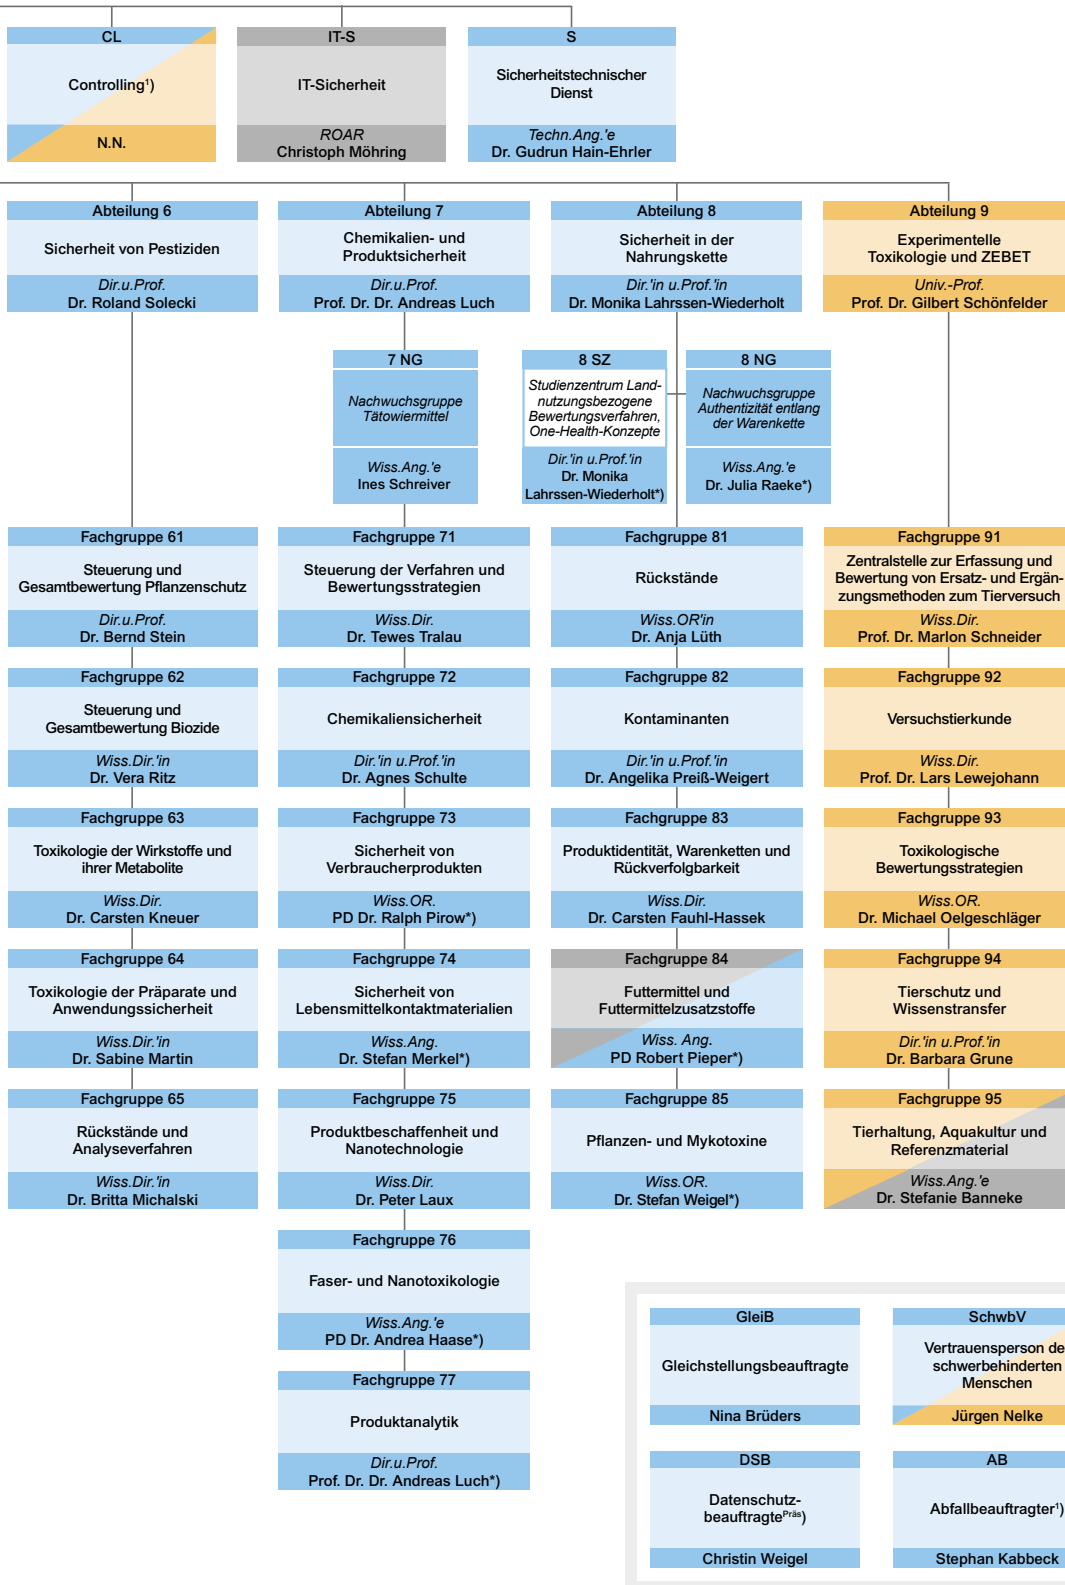 CL
Controlling¹)
N.N.
IT-S
IT-Sicherheit
ROAR
Christoph Möhring
S
Sicherheitstechnischer
Dienst
Techn.Ang.'e
Dr. Gudrun Hain-Ehrler
Abteilung 6
Sicherheit von Pestiziden
Dir.u.Prof.
Dr. Roland Solecki
Abteilung 7
Chemikalien- und
Produktsicherheit
Dir.u.Prof.
Prof. Dr. Dr. Andreas Luch
Abteilung 8
Sicherheit in der
Nahrungskette
Dir.'in u.Prof.'in
Dr. Monika Lahrssen-Wiederholt
Abteilung 9
Experimentelle
Toxikologie und ZEBET
Univ.-Prof.
Prof. Dr. Gilbert Schönfelder
7 NG
Nachwuchsgruppe
Tätowiermittel
Wiss.Ang.'e
Ines Schreiver
8 SZ
Studienzentrum Land-
nutzungsbezogene
Bewertungsverfahren,
One-Health-Konzepte
Dir.'in u.Prof.'in
Dr. Monika
Lahrssen-Wiederholt*)
8 NG
Nachwuchsgruppe
Authentizität entlang
der Warenkette
Wiss.Ang.'e
Dr. Julia Raeke*)
Fachgruppe 61
Steuerung und
Gesamtbewertung Pflanzenschutz
Dir.u.Prof.
Dr. Bernd Stein
Fachgruppe 71
Steuerung der Verfahren und
Bewertungsstrategien
Wiss.Dir.
Dr. Tewes Tralau
Fachgruppe 81
Rückstände
Wiss.OR'in
Dr. Anja Lüth
Fachgruppe 91
Zentralstelle zur Erfassung und
Bewertung von Ersatz- und Ergän-
zungsmethoden zum Tierversuch
Wiss.Dir.
Prof. Dr. Marlon Schneider
Fachgruppe 62
Steuerung und
Gesamtbewertung Biozide
Wiss.Dir.'in
Dr. Vera Ritz
Fachgruppe 72
Chemikaliensicherheit
Dir.'in u.Prof.'in
Dr. Agnes Schulte
Fachgruppe 82
Kontaminanten
Dir.'in u.Prof.'in
Dr. Angelika Preiß-Weigert
Fachgruppe 92
Versuchstierkunde
Wiss.Dir.
Prof. Dr. Lars Lewejohann
Fachgruppe 63
Toxikologie der Wirkstoffe und
ihrer Metabolite
Wiss.Dir.
Dr. Carsten Kneuer
Fachgruppe 73
Sicherheit von
Verbraucherprodukten
Wiss.OR.
PD Dr. Ralph Pirow*)
Fachgruppe 83
Produktidentität, Warenketten und
Rückverfolgbarkeit
Wiss.Dir.
Dr. Carsten Fauhl-Hassek
Fachgruppe 93
Toxikologische
Bewertungsstrategien
Wiss.OR.
Dr. Michael Oelgeschläger
Fachgruppe 64
Toxikologie der Präparate und
Anwendungssicherheit
Wiss.Dir.'in
Dr. Sabine Martin
Fachgruppe 74
Sicherheit von
Lebensmittelkontaktmaterialien
Wiss.Ang.
Dr. Stefan Merkel*)
Fachgruppe 84
Futtermittel und
Futtermittelzusatzstoffe
Wiss. Ang.
PD Robert Pieper*)
Fachgruppe 94
Tierschutz und
Wissenstransfer
Dir.'in u.Prof.'in
Dr. Barbara Grune
Fachgruppe 65
Rückstände und
Analyseverfahren
Wiss.Dir.'in
Dr. Britta Michalski
Fachgruppe 75
Produktbeschaffenheit und
Nanotechnologie
Wiss.Dir.
Dr. Peter Laux
Fachgruppe 85
Pflanzen- und Mykotoxine
Wiss.OR.
Dr. Stefan Weigel*)
Fachgruppe 95
Tierhaltung, Aquakultur und
Referenzmaterial
Wiss.Ang.'e
Dr. Stefanie Banneke
Fachgruppe 76
Faser- und Nanotoxikologie
Wiss.Ang.'e
PD Dr. Andrea Haase*)
Fachgruppe 77
Produktanalytik
Dir.u.Prof.
Prof. Dr. Dr. Andreas Luch*)
GleiB
Gleichstellungsbeauftragte
Nina Brüders
SchwbV
Vertrauensperson de
schwerbehinderten
Menschen
Jürgen Nelke
DSB
Datenschutz-
beauftragtePräs)
Christin Weigel
AB
Abfallbeauftragter¹)
Stephan Kabbeck